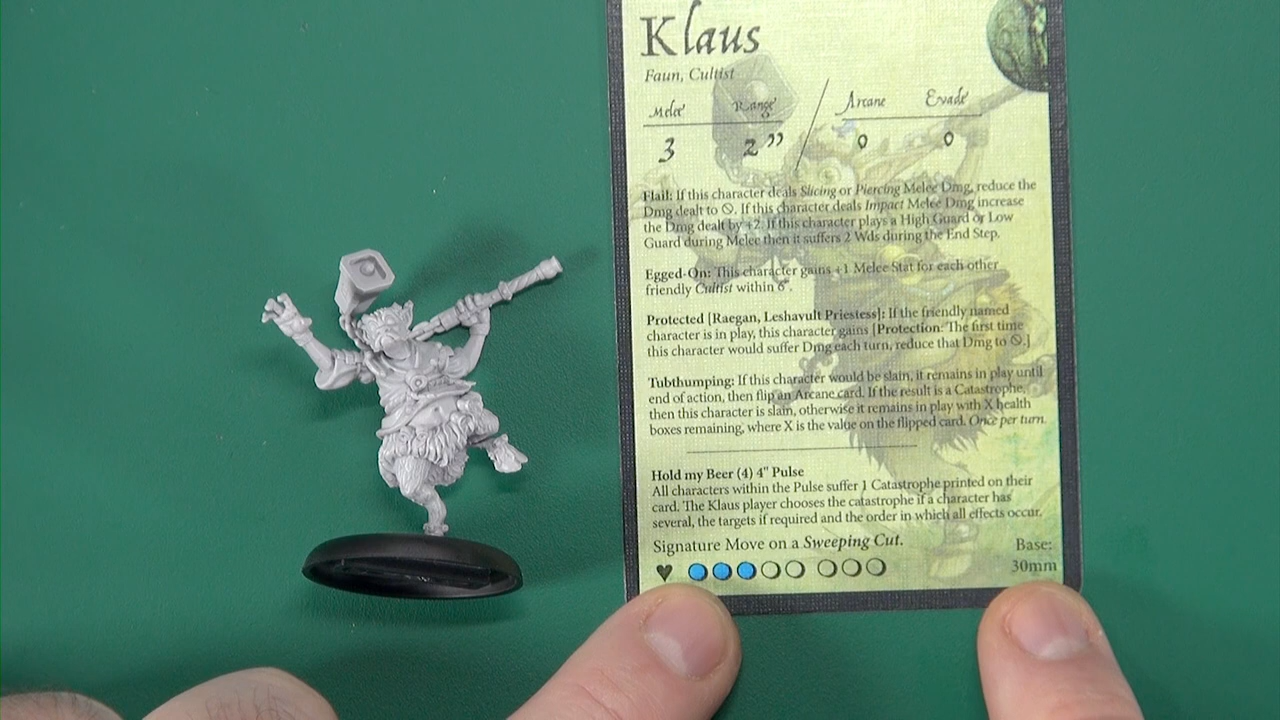 Klaus
Faun, Cultist
Melee Range Arcane Evade
3 2" 0 0
Flail: If this character deals Slicing or Piercing Melee Dmg, reduce the
Dmg dealt to 🛇. If this character deals Impact Melee Dmg increase
the Dmg dealt by +2. If this character plays a High Guard or Low
Guard during Melee then it suffers 2 Wds during the End Step.
Egged-On: This character gains +1 Melee Stat for each other
friendly Cultist within 6".
Protected [Raegan, Leshavult Priestess]: If the friendly named
character is in play, this character gains [Protection: The first time
this character would suffer Dmg each turn, reduce that Dmg to 🛇.]
Tubthumping: If this character would be slain, it remains in play until
end of action, then flip an Arcane card. If the result is a Catastrophe,
then this character is slain, otherwise it remains in play with X health
boxes remaining, where X is the value on the flipped card. Once per turn.
Hold my Beer (4) 4" Pulse
All characters within the Pulse suffer 1 Catastrophe printed on their
card. The Klaus player chooses the catastrophe if a character has
several, the targets if required and the order in which all effects occur.
Signature Move on a Sweeping Cut.
Base:
30mm